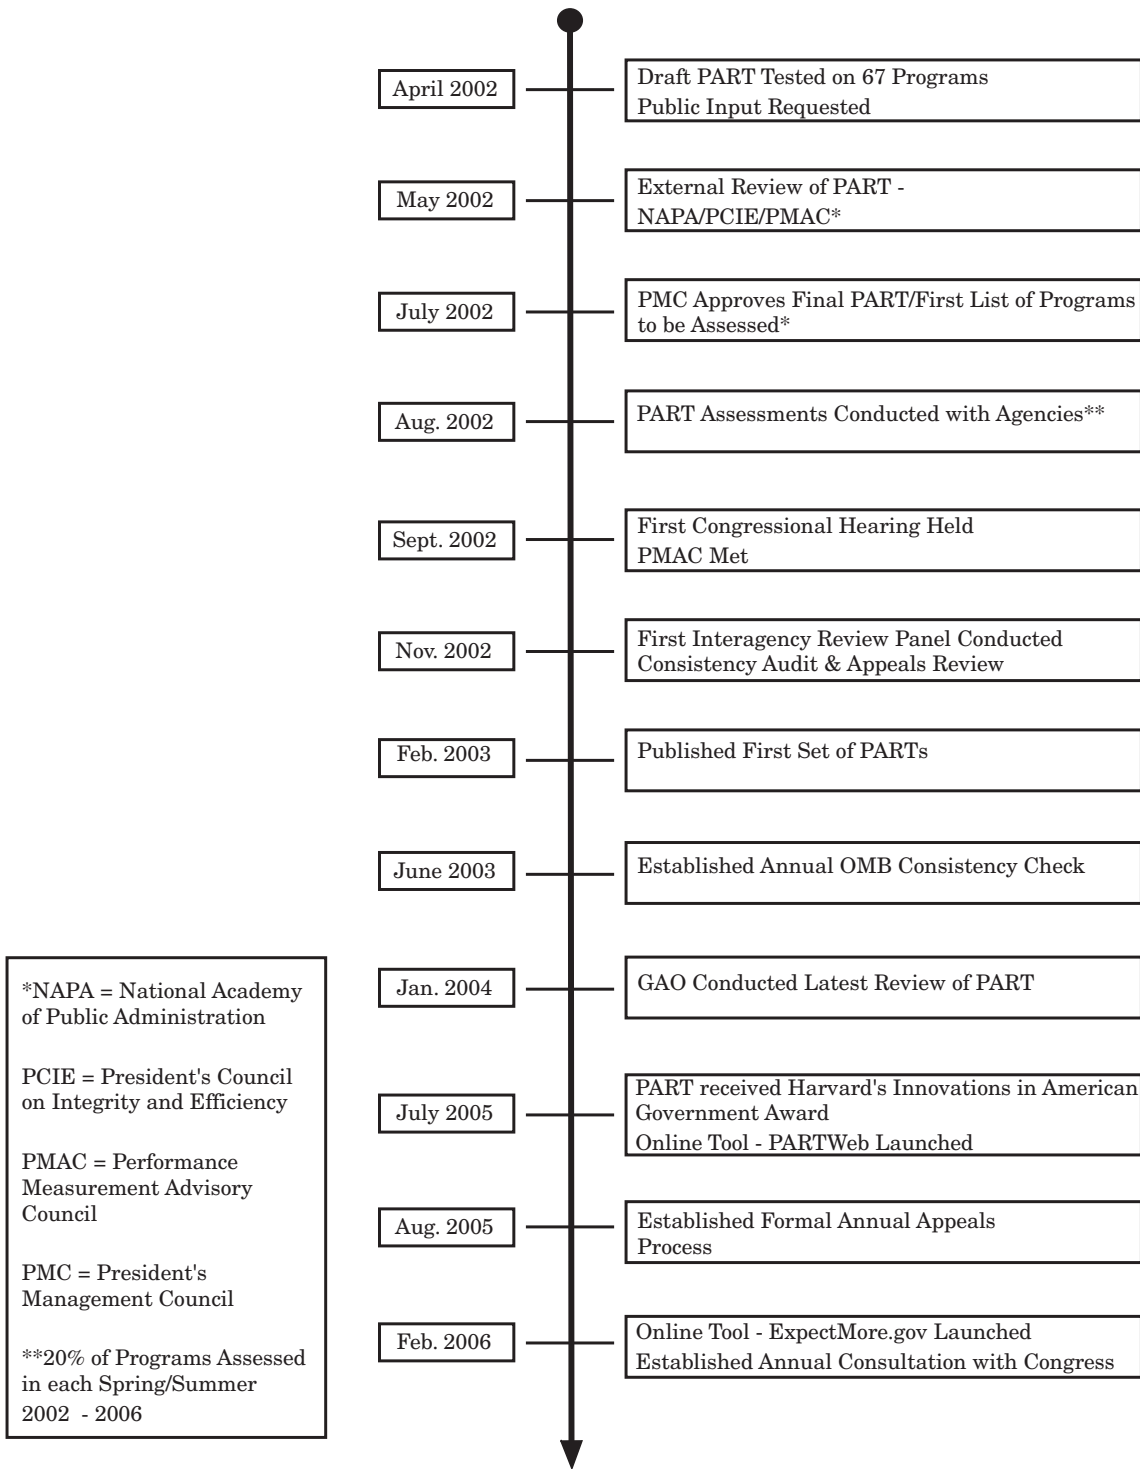 April 2002
Draft PART Tested on 67 Programs
Public Input Requested
May 2002
External Review of PART -
NAPA/PCIE/PMAC*
July 2002
PMC Approves Final PART/First List of Programs
to be Assessed*
Aug. 2002
PART Assessments Conducted with Agencies**
Sept. 2002
First Congressional Hearing Held
PMAC Met
Nov. 2002
First Interagency Review Panel Conducted
Consistency Audit & Appeals Review
Feb. 2003
Published First Set of PARTs
June 2003
Established Annual OMB Consistency Check
Jan. 2004
GAO Conducted Latest Review of PART
July 2005
PART received Harvard's Innovations in American
Government Award
Online Tool - PARTWeb Launched
Aug. 2005
Established Formal Annual Appeals
Process
Feb. 2006
Online Tool - ExpectMore.gov Launched
Established Annual Consultation with Congress
*NAPA = National Academy
of Public Administration
PCIE = President's Council
on Integrity and Efficiency
PMAC = Performance
Measurement Advisory
Council
PMC = President's
Management Council
**20% of Programs Assessed
in each Spring/Summer
2002 - 2006